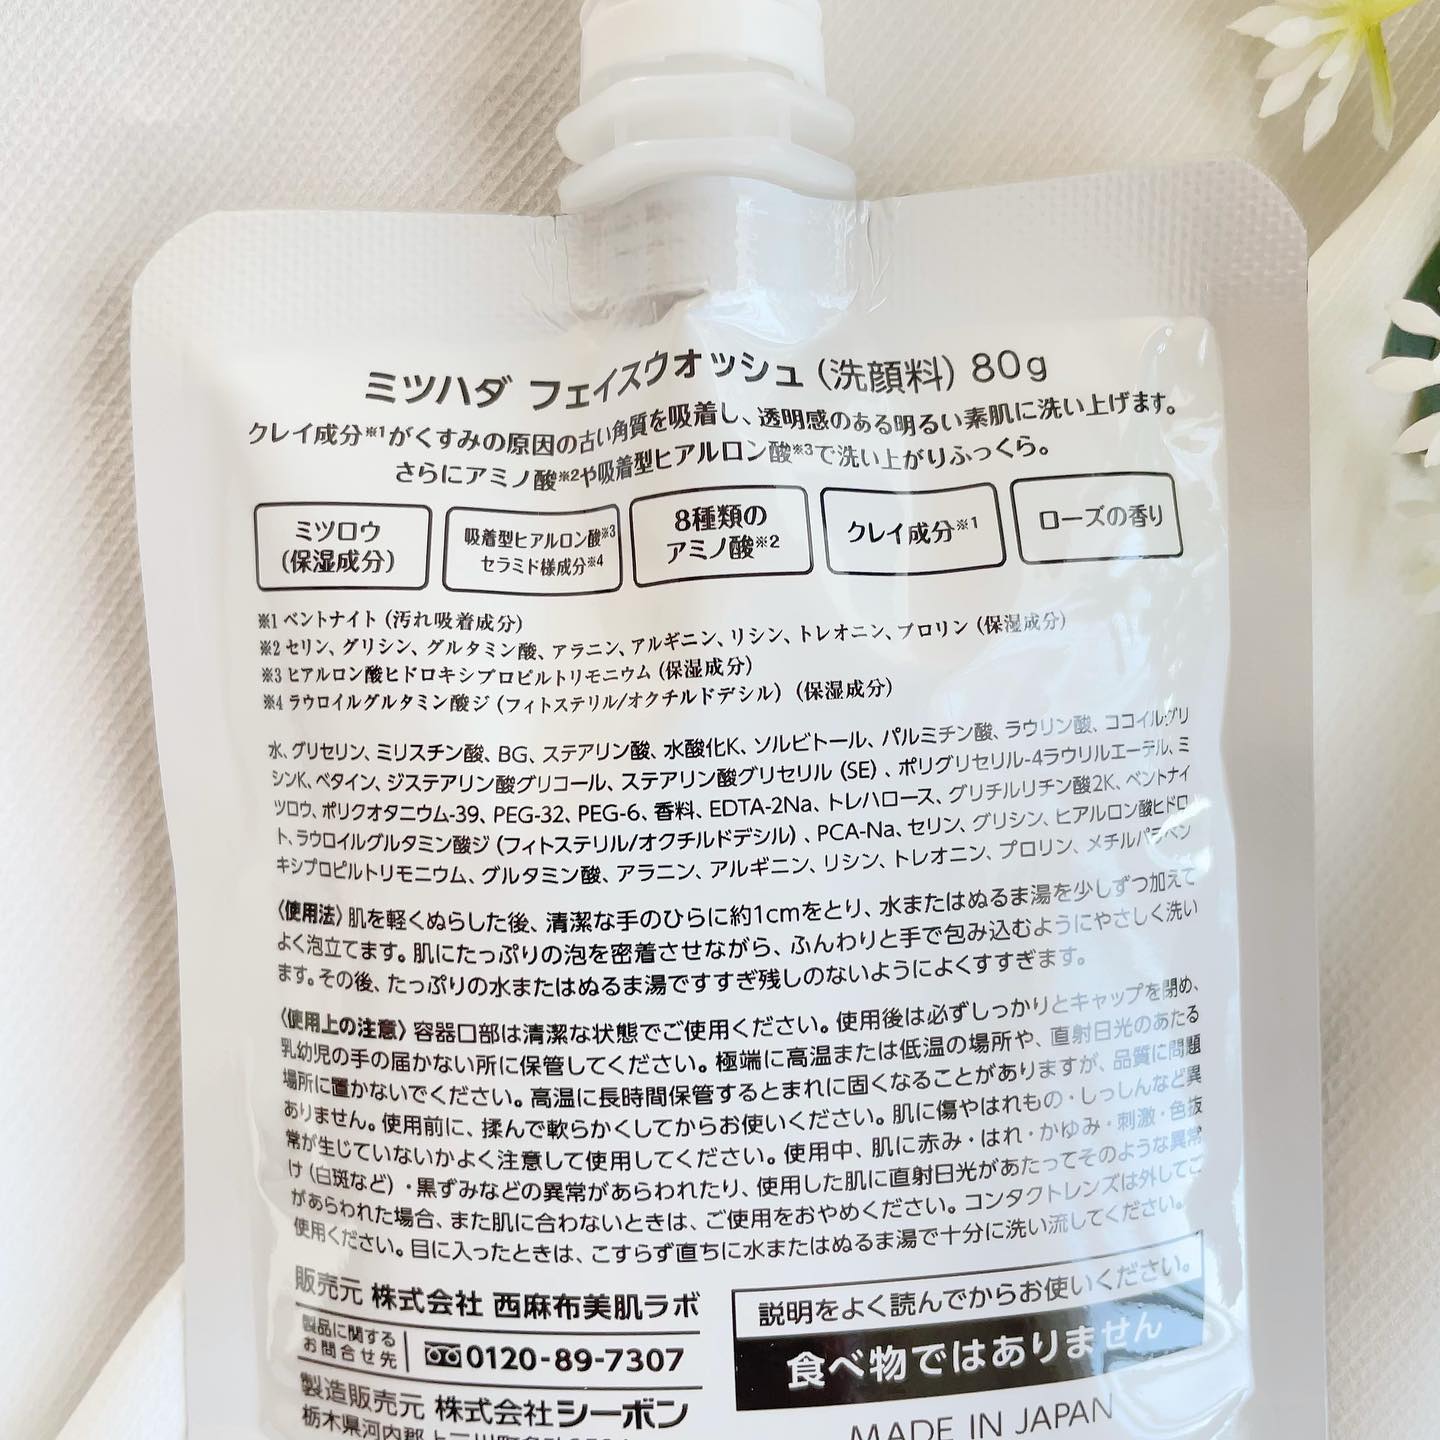 ミツハダ フェイスウォッシュ(洗顔料) 80g
クレイ成分※1がくすみの原因の古い角質を吸着し、透明感のある明るい素肌に洗い上げます。
さらにアミノ酸※2や吸着型ヒアルロン酸※3で洗い上がりふっくら。
ミツロウ
(保湿成分)
吸着型ヒアルロン酸※3
セラミド様成分※4
8種類の
アミノ酸※2
クレイ成分※1
ローズの香り
※1 ベントナイト (汚れ吸着成分)
※2 セリン、グリシン、グルタミン酸、アラニン、アルギニン、リシン、トレオニン、プロリン (保湿成分)
※3 ヒアルロン酸ヒドロキシプロピルトリモニウム (保湿成分)
※4 ラウロイルグルタミン酸ジ (フィトステリル/オクチルドデシル) (保湿成分)
水、グリセリン、ミリスチン酸、BG、ステアリン酸、水酸化K、ソルビトール、パルミチン酸、ラウリン酸、ココイルグリ
シンK、ベタイン、ジステアリン酸グリコール、ステアリン酸グリセリル (SE) 、ポリグリセリル-4ラウリルエーテル、ミ
ツロウ、ポリクオタニウム-39、PEG-32、PEG-6、香料、EDTA-2Na、トレハロース、グリチルリチン酸2K、ベントナイ
ト、ラウロイルグルタミン酸ジ (フィトステリル/オクチルドデシル) 、PCA-Na、セリン、グリシン、ヒアルロン酸ヒドロ
キシプロピルトリモニウム、グルタミン酸、アラニン、アルギニン、リシン、トレオニン、プロリン、メチルパラベン
〈使用法〉肌を軽くぬらした後、清潔な手のひらに約1cmをとり、水またはぬるま湯を少しずつ加えて
よく泡立てます。肌にたっぷりの泡を密着させながら、ふんわりと手で包み込むようにやさしく洗い
ます。その後、たっぷりの水またはぬるま湯ですすぎ残しのないようによくすすぎます。
〈使用上の注意〉容器口部は清潔な状態でご使用ください。使用後は必ずしっかりとキャップを閉め、
乳幼児の手の届かない所に保管してください。極端に高温または低温の場所や、直射日光のあたる
場所に置かないでください。高温に長時間保管するとまれに固くなることがありますが、品質に問題
ありません。使用前に、揉んで軟らかくしてからお使いください。肌に傷やはれもの・しっしんなど異
常が生じていないかよく注意して使用してください。使用中、肌に赤み・はれ・かゆみ・刺激・色抜
け (白斑など) ・黒ずみなどの異常があらわれたり、使用した肌に直射日光があたってそのような異常
があらわれた場合、また肌に合わないときは、ご使用をおやめください。コンタクトレンズは外してご
使用ください。目に入ったときは、こすらず直ちに水またはぬるま湯で十分に洗い流してください。
販売元 株式会社 西麻布美肌ラボ
製品に関する
お問合せ先
0120-89-7307
製造販売元 株式会社シーボン
栃木県河内郡上三川町
説明をよく読んでからお使いください。
食べ物ではありません
MADE IN JAPAN